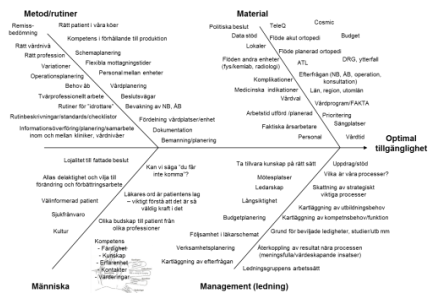 Metod/rutiner
Remiss-
bedömning
Rätt patient i våra köer
Rätt vårdnivå
Kompetens i förhållande till produktion
Rätt profession
Schemaplanering
Variationer
Flexibla mottagningstider
Operationsplanering
Personal mellan enheter
Behov åb
Vårdplanering
Tvärprofessionellt arbete
Beslutsvägar
Rutiner för "idrottare"
Bevakning av NB, ÅB
Rutinbeskrivningar/standards/checklistor
Fördening vårdplatser/enhet
Informationsöverföring/planering/samarbete
inom och mellan kliniker, vårdnivåer
Dokumentation
Bemanning/planering
Material
Politiska beslut
TeleQ
Cosmic
Data stöd
Flöde akut ortopedi
Budget
Lokaler
Flöde planerad ortopedi
Flöden andra enheter
(fys/kemlab, radiologi)
ATL
DRG, ytterfall
Komplikationer
Efterfrågan (NB, ÅB, operation,
konsultation)
Medicinska indikationer
Län, region, utomlän
Vårdval
Vårdprogram/FAKTA
Arbetstid utförd /planerad
Prioritering
Faktiska årsarbetare
Sängplatser
Personal
Vårdtid
Optimal
tillgänglighet
Lojalitet till fattade beslut
Kan vi säga "du får
inte komma"?
Allas delaktighet och vilja till
förändring och förbättringsarbete
Välinformerad patient
Läkares ord är patientens lag
– viktigt förstå att det är så
väldig kraft i det
Sjukfrånvaro
Olika budskap till patient från
olika professioner
Kultur
Kompetens
- Färdighet
- Kunskap
- Erfarenhet
- Kontakter
- Värderingar
Människa
Ta tillvara kunskap på rätt sätt
Uppdrag/stöd
Mötesplatser
Vilka är våra processer?
Ledarskap
Skattning av strategiskt
viktiga processer
Långsiktighet
Kartläggning av utbildningsbehov
Budgetplanering
Kartläggning av kompetnsbehov/funktion
Följsamhet i läkarschemat
Grund för beviljade ledigheter, studier/utb mm
Verksamhetsplanering
Återkoppling av resultat nära processen
(meningsfulla/värdeskapande insatser)
Kartläggning av efterfrågan
Ledningsgruppens arbetssätt
Management (ledning)